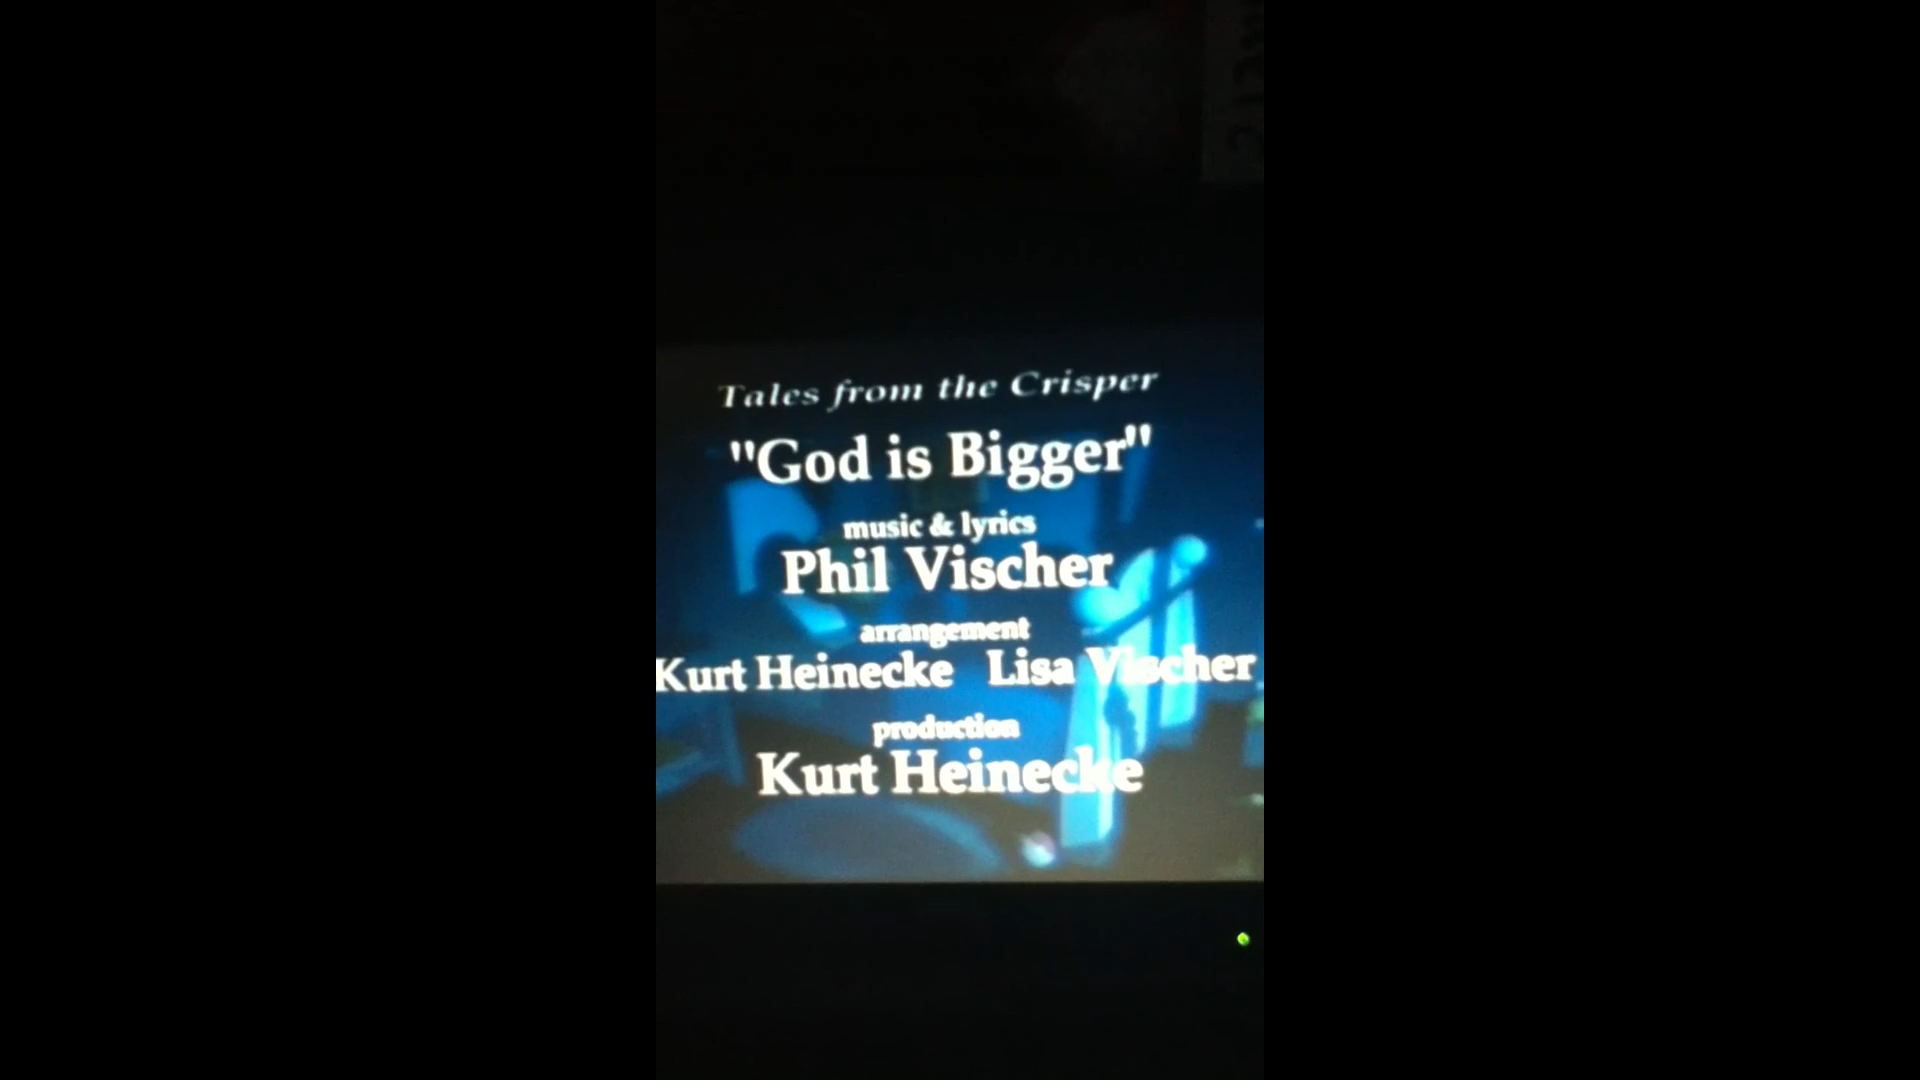 Tales from the Crisper
"God is Bigger"
music & lyrics
Phil Vischer
arrangement
Kurt Heinecke Lisa Vischer
production
Kurt Heinecke